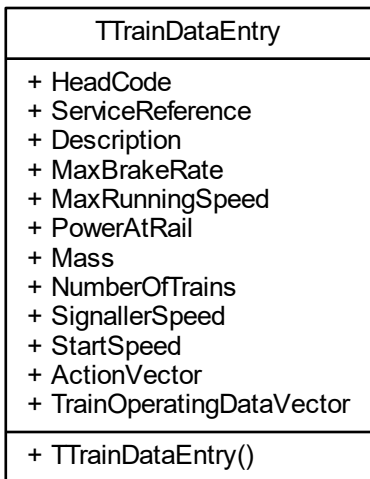 TTrainDataEntry
+ HeadCode
+ ServiceReference
+ Description
+ MaxBrakeRate
+ MaxRunningSpeed
+ PowerAtRail
+ Mass
+ NumberOfTrains
+ SignallerSpeed
+ StartSpeed
+ ActionVector
+ TrainOperatingDataVector
+ TTrainDataEntry()